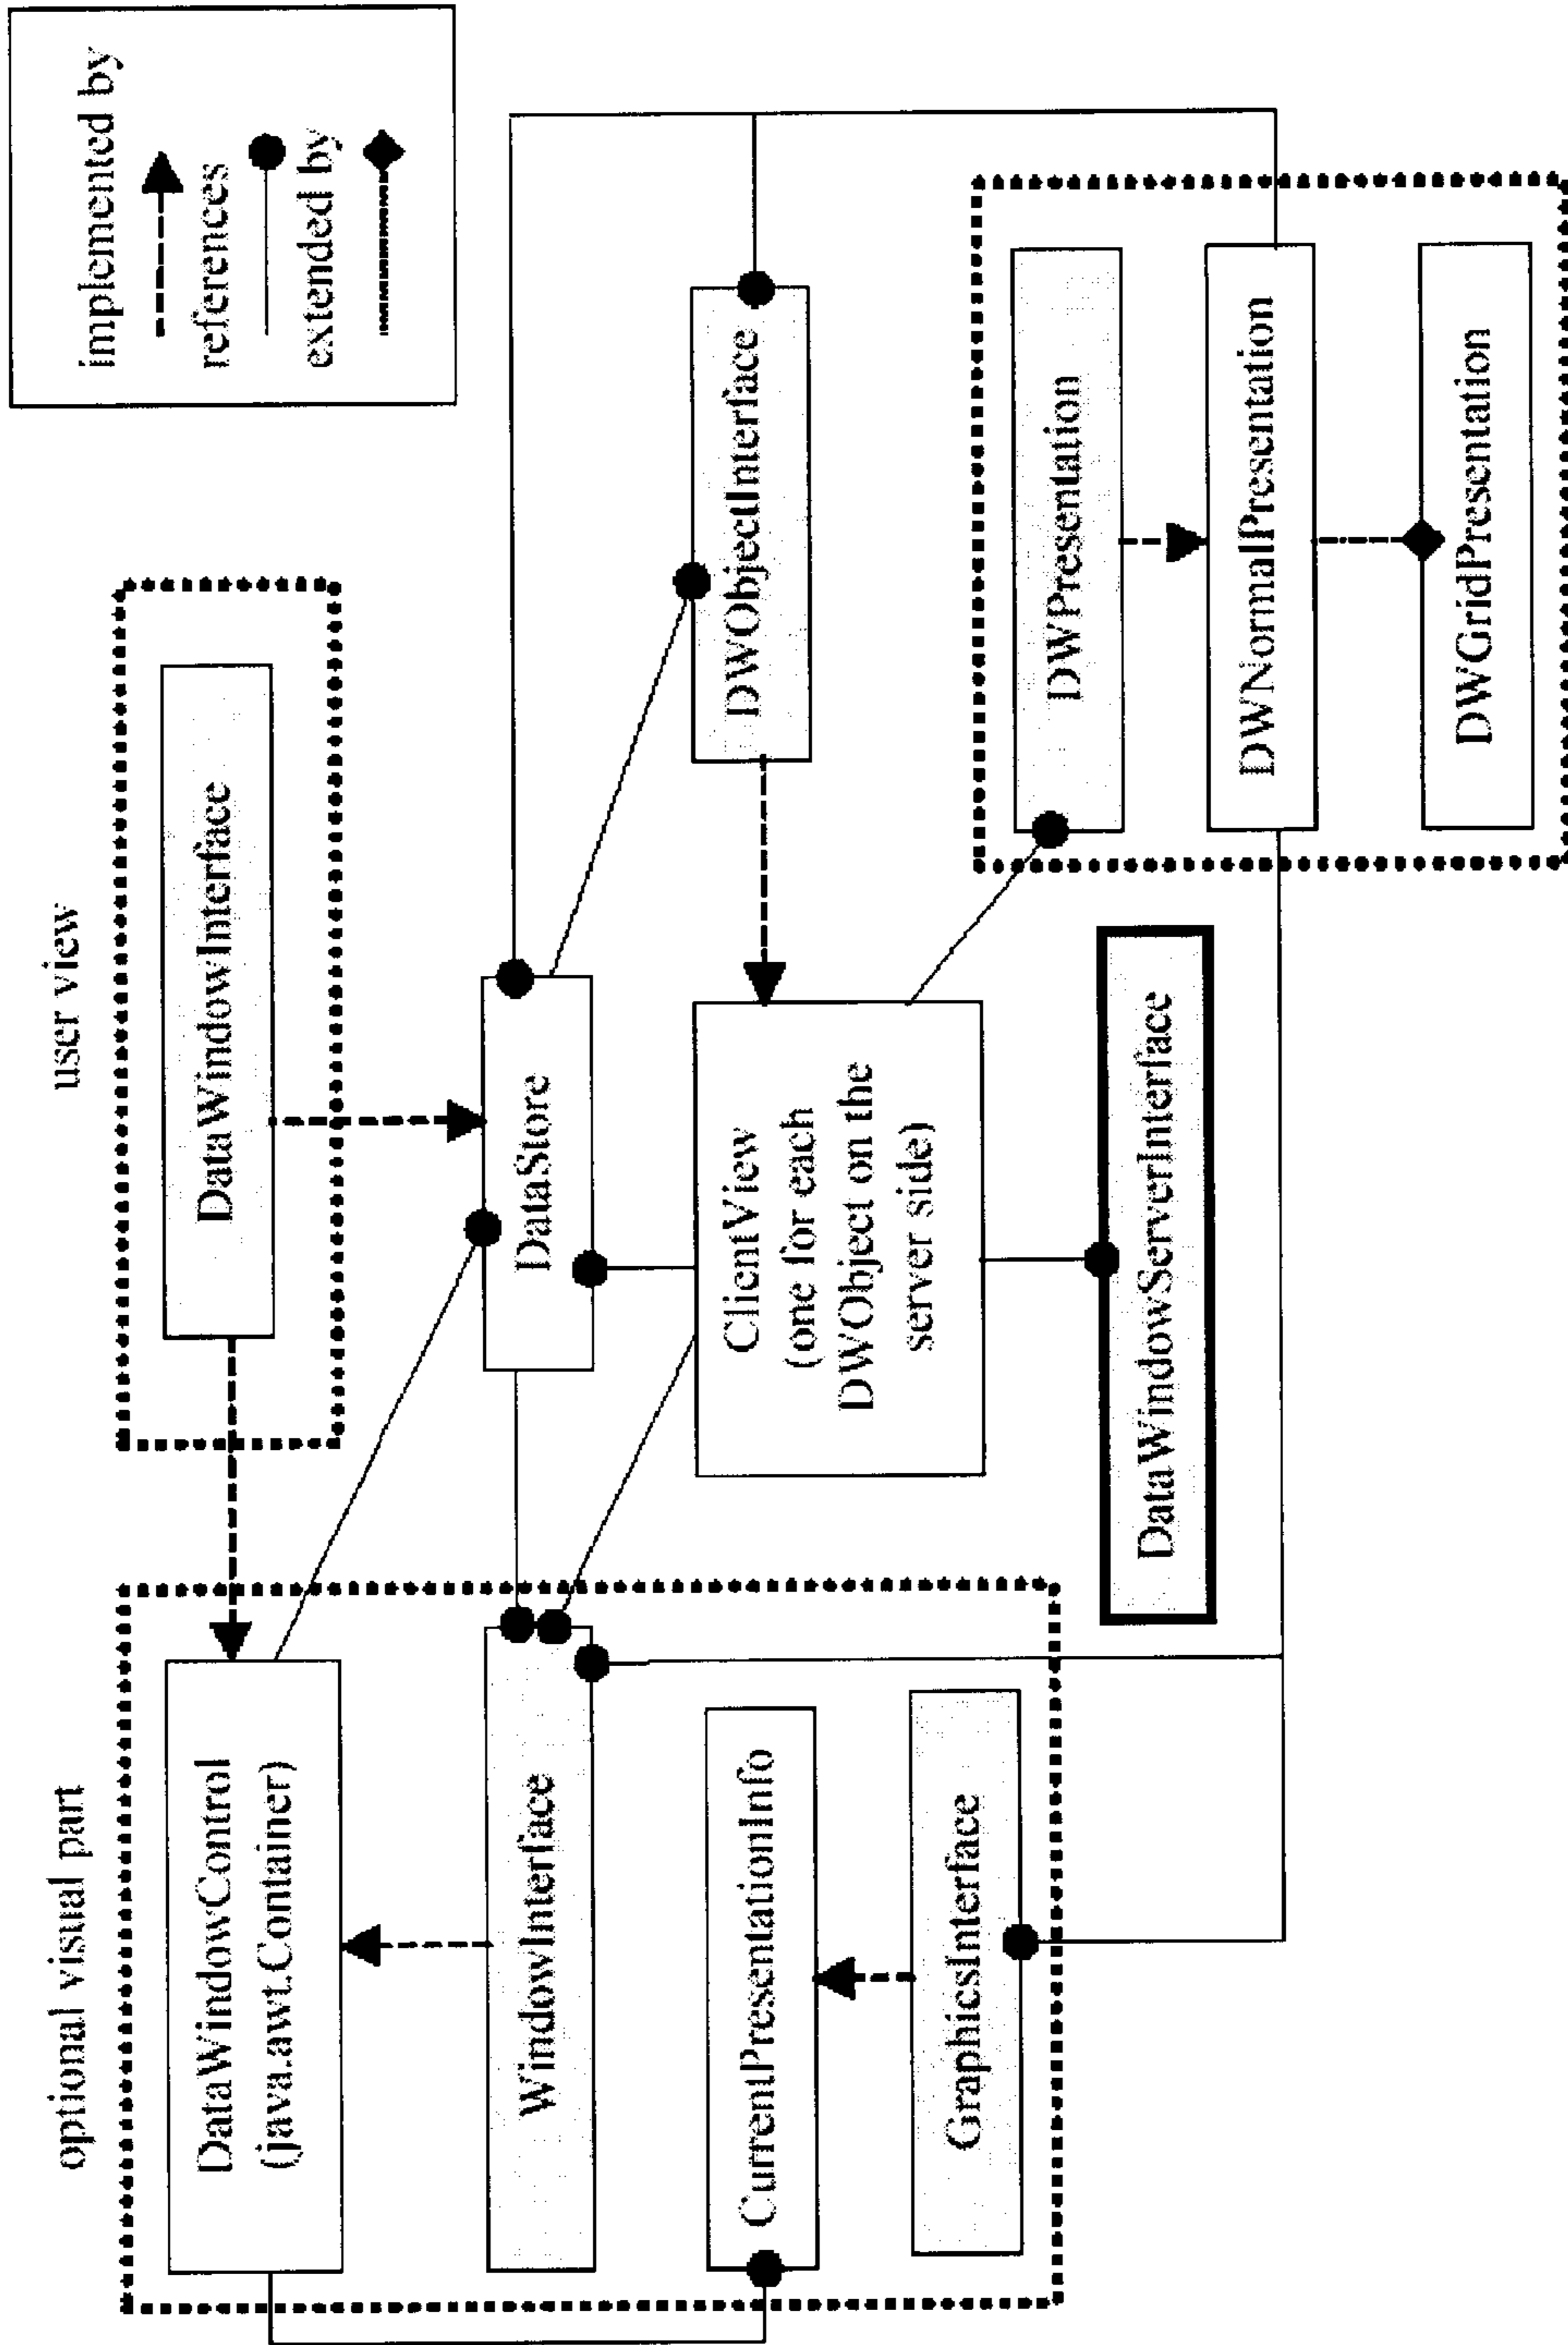 optional visual part
DataWindowControl
(java.awt.Container)
WindowInterface
CurrentPresentationInfo
GraphicsInterface
user view
DataWindowInterface
DataStore
ClientView
(one for each
DWObject on the
server side)
DataWindowServerInterface
DWObjectInterface
DWPresentation
DWNormalPresentation
DWGridPresentation
implemented by
references
extended by